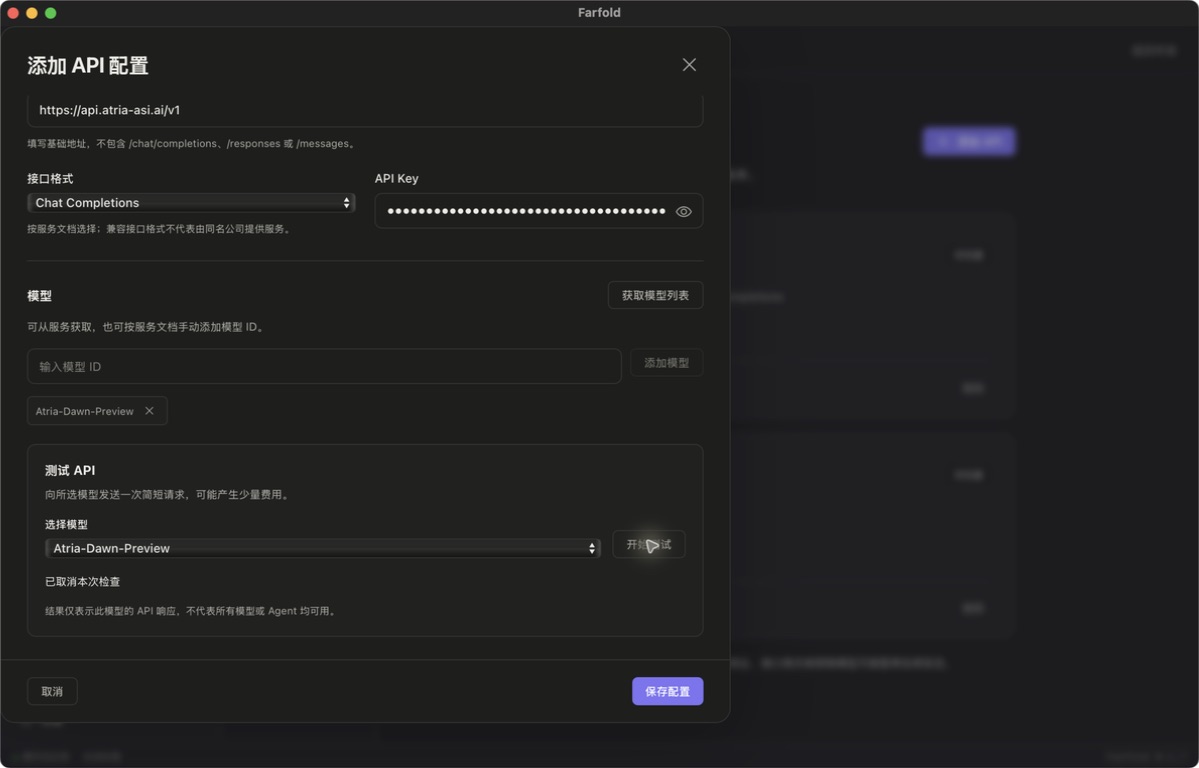 Farfold
添加 API 配置
https://api.atria-asi.ai/v1
填写基础地址，不包含 /chat/completions、/responses 或 /messages。
接口格式
API Key
Chat Completions
按服务文档选择；兼容接口格式不代表由同名公司提供服务。
模型
获取模型列表
可从服务获取，也可按服务文档手动添加模型 ID。
输入模型 ID
添加模型
Atria-Dawn-Preview
测试 API
向所选模型发送一次简短请求，可能产生少量费用。
选择模型
Atria-Dawn-Preview
开始 试
已取消本次检查
结果仅表示此模型的 API 响应，不代表所有模型或 Agent 均可用。
取消
保存配置